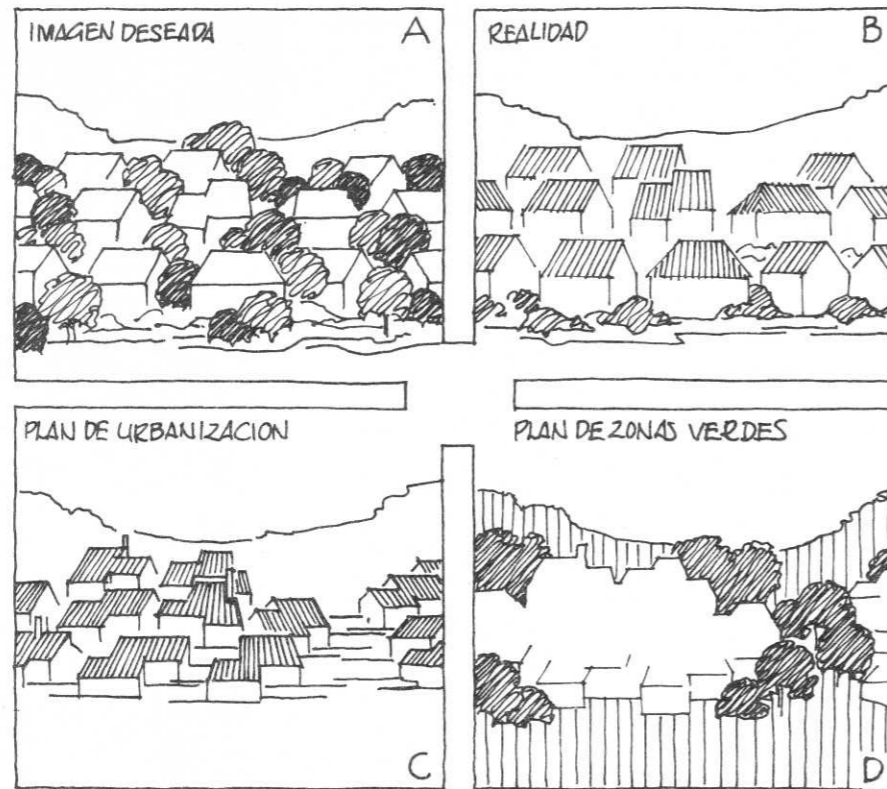 IMAGEN DESEADA
A
REALIDAD
B
PLAN DE URBANIZACION
C
PLAN DE ZONAS VERDES
D